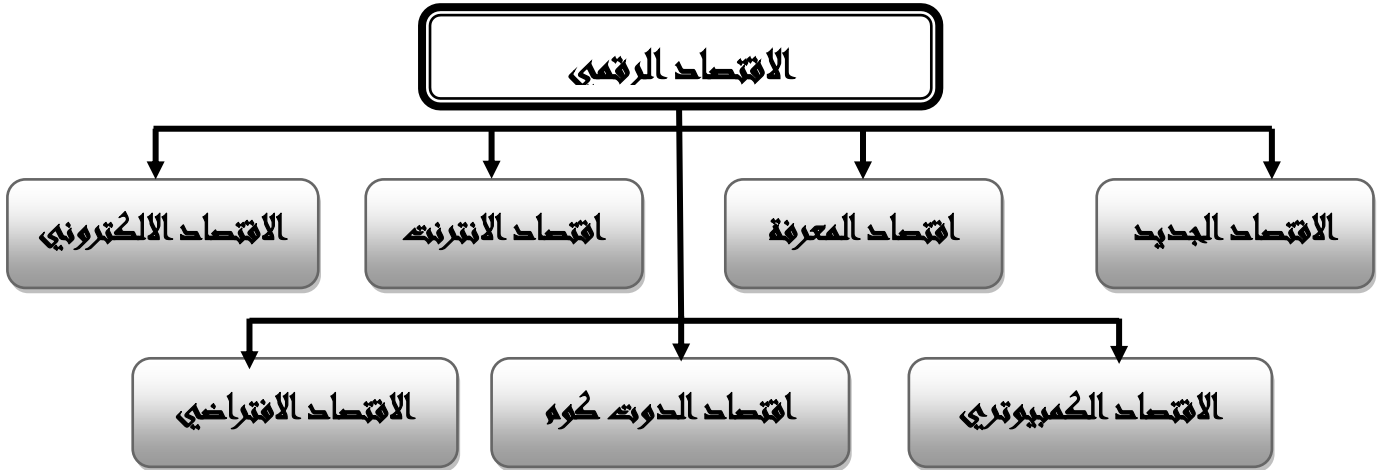 الاقتصاد الرقمي
الاقتصاد الجديد
اقتصاد المعرفة
اقتصاد الانترنت
الاقتصاد الالكتروني
الاقتصاد الكمبيوتري
اقتصاد الدوت كوم
الاقتصاد الافتراضي